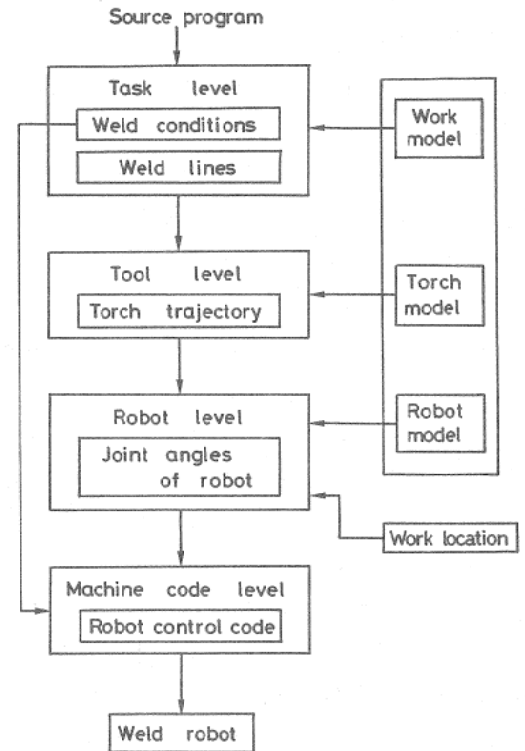 Source program
Task level
Weld conditions
Weld lines
Work
model
Tool level
Torch trajectory
Torch
model
Robot level
Joint angles
of robot
Robot
model
Work location
Machine code level
Robot control code
Weld robot